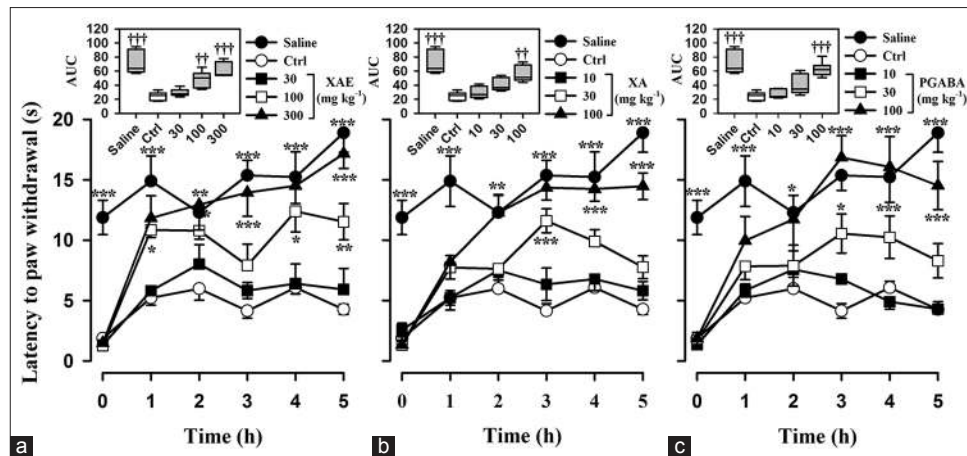 120
100
80
60
40
20
0
AUC
†††
††
†††
Saline
Ctrl
30
100
300
Saline
Ctrl
30
100
300
XAE
(mg kg-1)
120
100
80
60
40
20
0
AUC
†††
††
Saline
Ctrl
10
30
100
Saline
Ctrl
10
30
100
XA
(mg kg-1)
120
100
80
60
40
20
0
AUC
†††
†††
Saline
Ctrl
10
30
100
Saline
Ctrl
10
30
100
PGABA
(mg kg-1)
Latency to paw withdrawal (s)
20
15
10
5
0
***
***
**
*
*
***
***
*
***
**
***
**
***
***
***
***
***
*
***
*
***
***
***
0 1 2 3 4 5
0 1 2 3 4 5
0 1 2 3 4 5
Time (h)
Time (h)
Time (h)
a
b
c